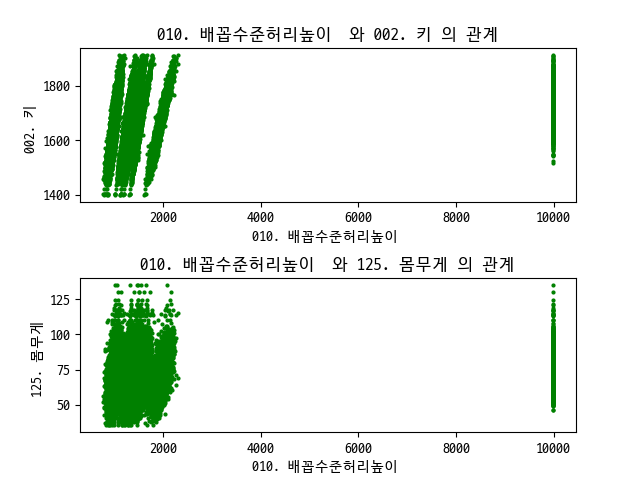 010. 배꼽수준허리높이  와 002. 키 의 관계
1800
1600
1400
002. 키
2000 4000 6000 8000 10000
010. 배꼽수준허리높이
010. 배꼽수준허리높이  와 125. 몸무게 의 관계
125
100
75
50
125. 몸무게
2000 4000 6000 8000 10000
010. 배꼽수준허리높이